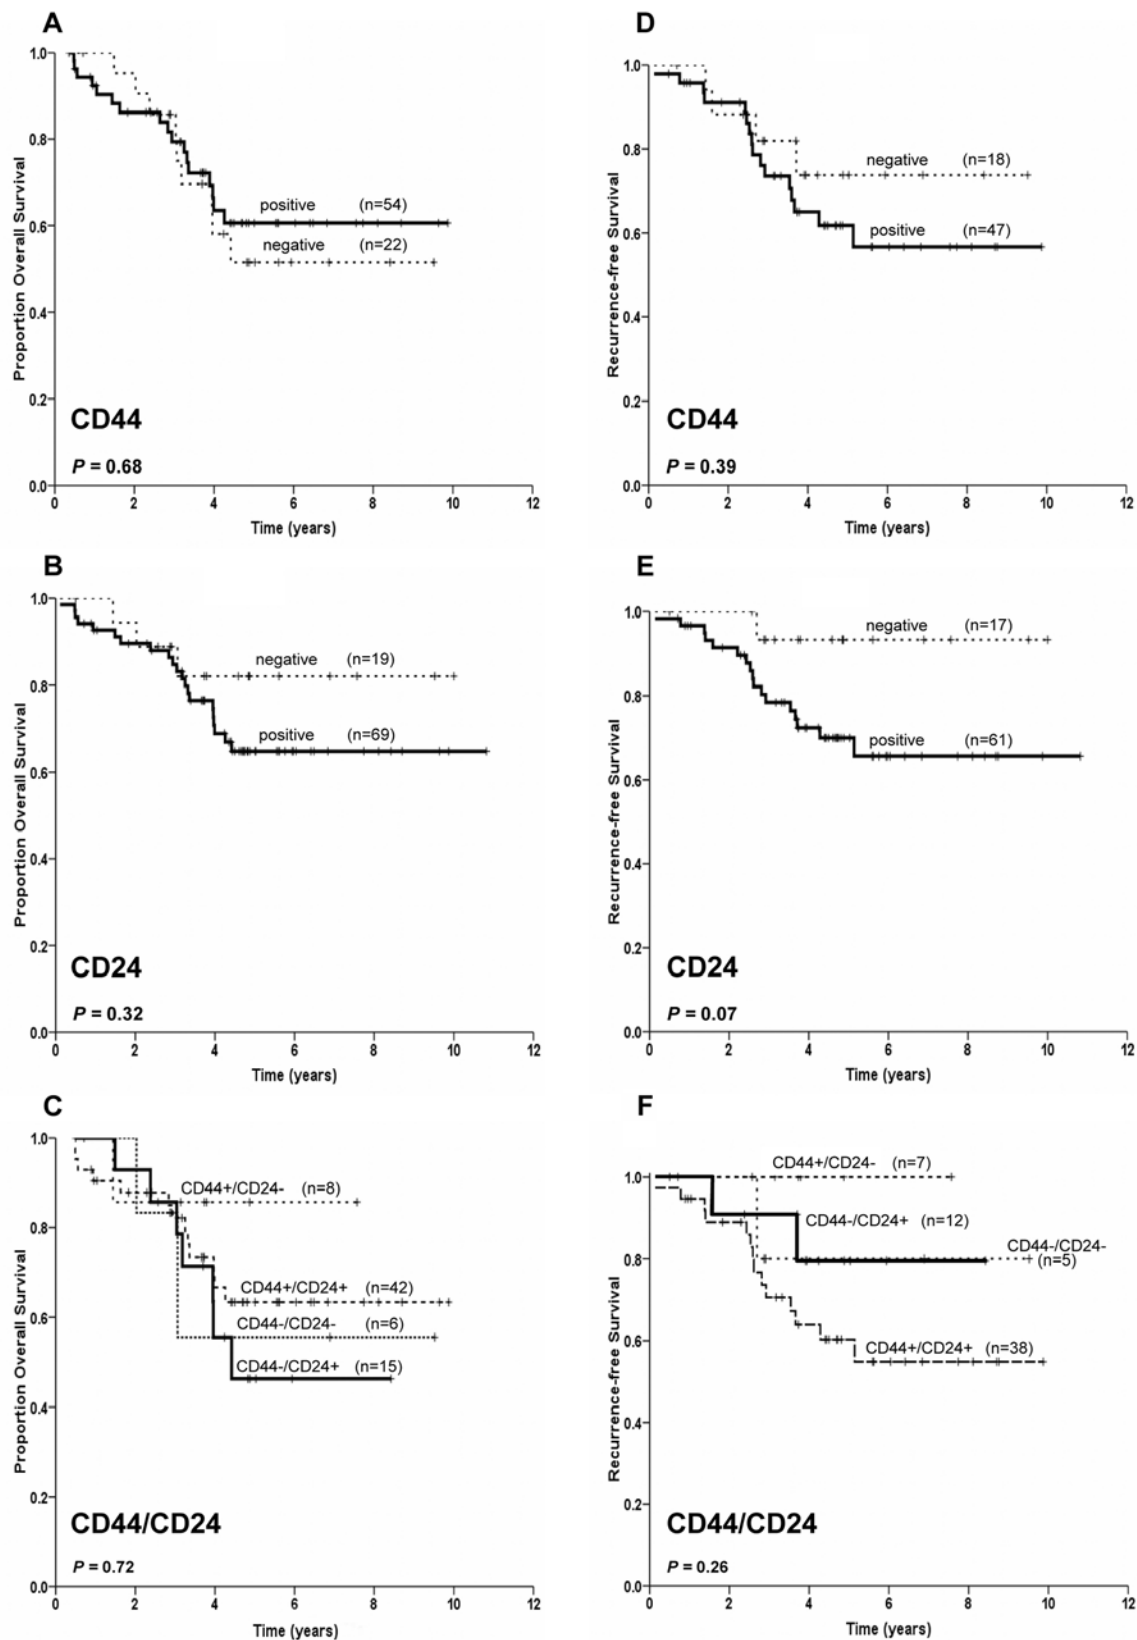 A
Proportion Overall Survival
1.0
0.8
0.6
0.4
0.2
0.0
positive (n=54)
negative (n=22)
CD44
P = 0.68
0 2 4 6 8 10 12
Time (years)
D
Recurrence-free Survival
1.0
0.8
0.6
0.4
0.2
0.0
negative (n=18)
positive (n=47)
CD44
P = 0.39
0 2 4 6 8 10 12
Time (years)
B
Proportion Overall Survival
1.0
0.8
0.6
0.4
0.2
0.0
negative (n=19)
positive (n=69)
CD24
P = 0.32
0 2 4 6 8 10 12
Time (years)
E
Recurrence-free Survival
1.0
0.8
0.6
0.4
0.2
0.0
negative (n=17)
positive (n=61)
CD24
P = 0.07
0 2 4 6 8 10 12
Time (years)
C
Proportion Overall Survival
1.0
0.8
0.6
0.4
0.2
0.0
CD44+/CD24- (n=8)
CD44+/CD24+ (n=42)
CD44-/CD24- (n=6)
CD44-/CD24+ (n=15)
CD44/CD24
P = 0.72
0 2 4 6 8 10 12
Time (years)
F
Recurrence-free Survival
1.0
0.8
0.6
0.4
0.2
0.0
CD44+/CD24- (n=7)
CD44-/CD24+ (n=12)
CD44-/CD24-
(n=5)
CD44+/CD24+ (n=38)
CD44/CD24
P = 0.26
0 2 4 6 8 10 12
Time (years)